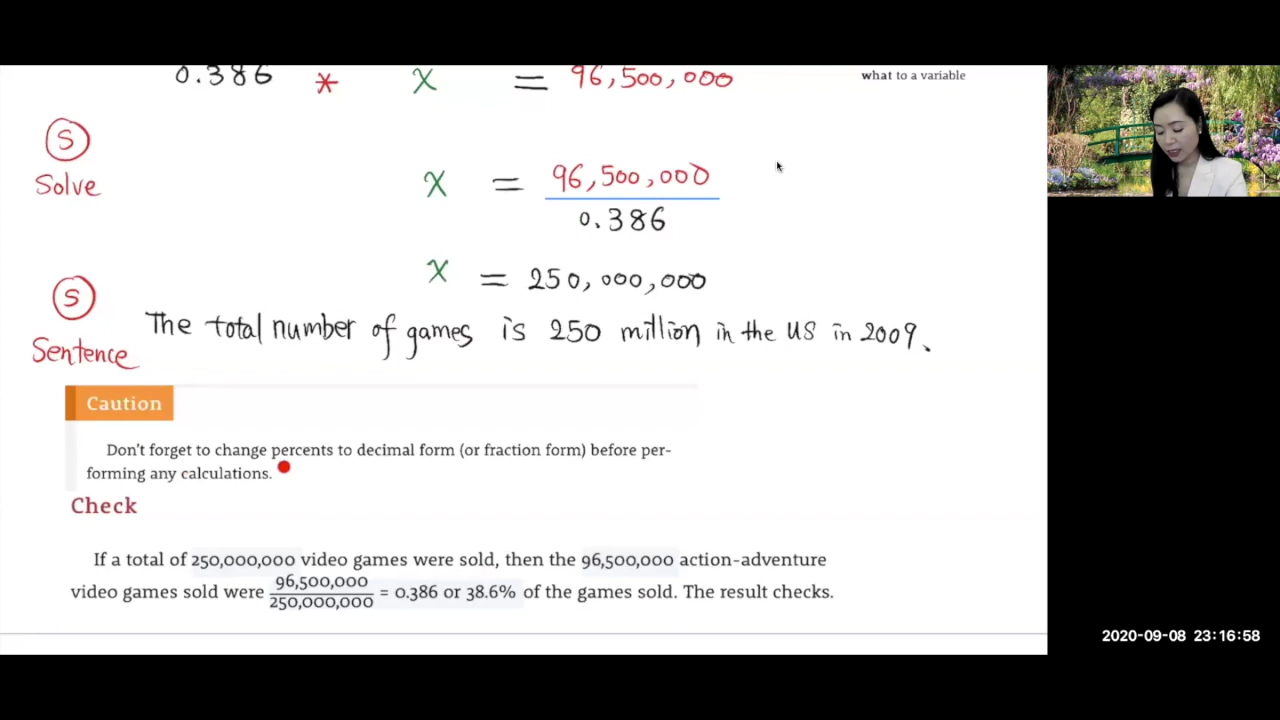 0.386 * x = 96,500,000
what to a variable
S
Solve
x = 96,500,000
0.386
x = 250,000,000
S
Sentence
The total number of games is 250 million in the US in 2009.
Caution
Don't forget to change percents to decimal form (or fraction form) before per-
forming any calculations.
Check
If a total of 250,000,000 video games were sold, then the 96,500,000 action-adventure
video games sold were 96,500,000/250,000,000 = 0.386 or 38.6% of the games sold. The result checks.
2020-09-08 23:16:58